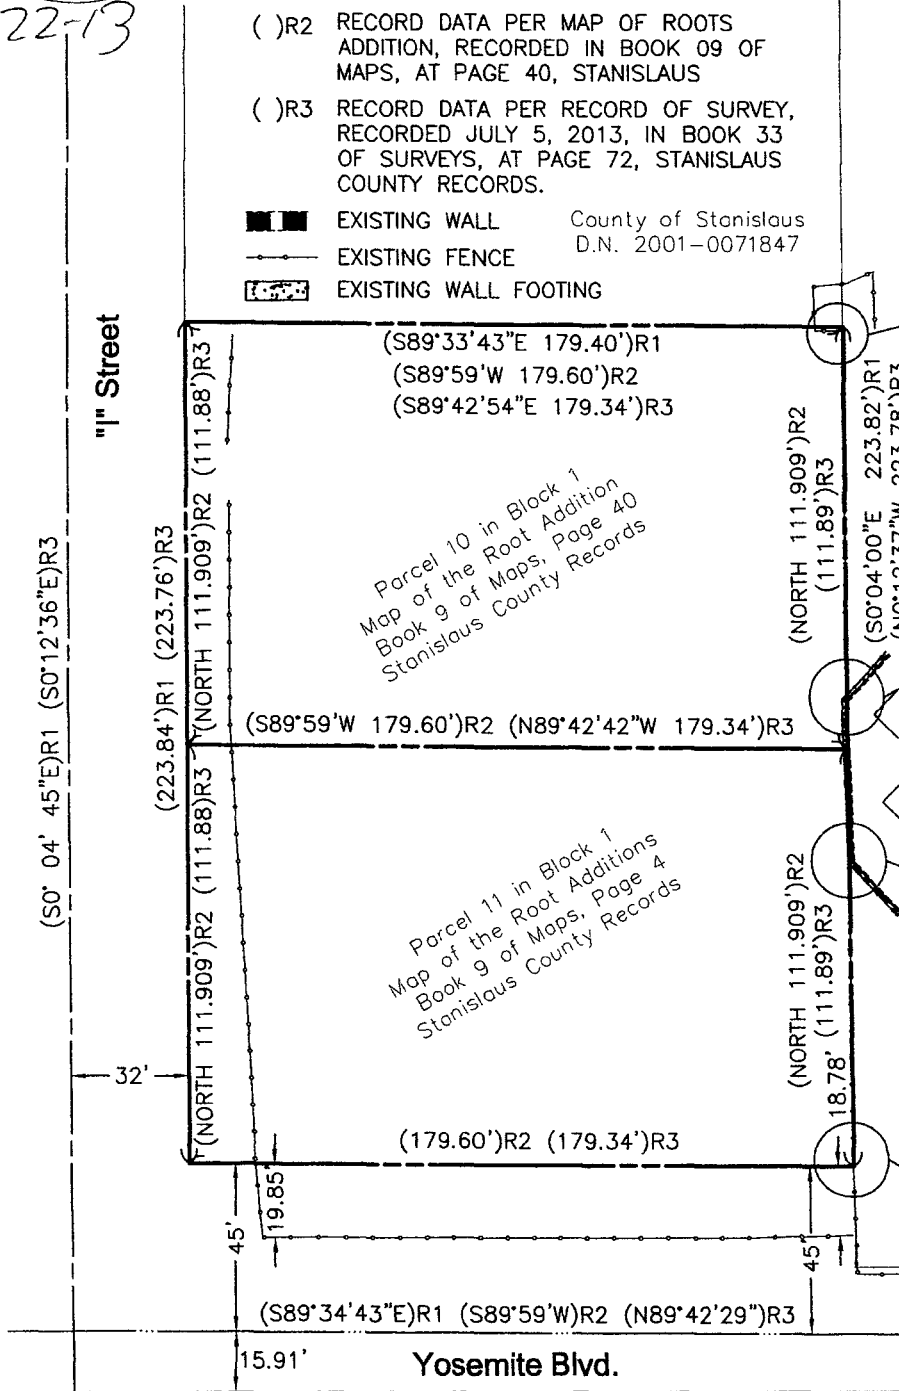 22-13
( )R2 RECORD DATA PER MAP OF ROOTS
ADDITION, RECORDED IN BOOK 09 OF
MAPS, AT PAGE 40, STANISLAUS
( )R3 RECORD DATA PER RECORD OF SURVEY,
RECORDED JULY 5, 2013, IN BOOK 33
OF SURVEYS, AT PAGE 72, STANISLAUS
COUNTY RECORDS.
EXISTING WALL
EXISTING FENCE
EXISTING WALL FOOTING
County of Stanislaus
D.N. 2001-0071847
"I" Street
(S0° 04' 45"E)R1 (S0°12'36"E)R3
(223.84')R1 (223.76')R3
(NORTH 111.909')R2 (111.88')R3
(S89°33'43"E 179.40')R1
(S89°59'W 179.60')R2
(S89°42'54"E 179.34')R3
(NORTH 111.909')R2
(111.89')R3
(S0°04'00"E 223.82')R1
(N0°12'37"W 223.78')R3
Parcel 10 in Block 1
Map of the Root Addition
Book 9 of Maps, Page 40
Stanislaus County Records
(S89°59'W 179.60')R2 (N89°42'42"W 179.34')R3
(NORTH 111.909')R2 (111.88)R3
Parcel 11 in Block 1
Map of the Root Additions
Book 9 of Maps, Page 4
Stanislaus County Records
(NORTH 111.909')R2
(111.89')R3
18.78'
32'
(179.60')R2 (179.34')R3
19.85'
45'
45'
(S89°34'43"E)R1 (S89°59'W)R2 (N89°42'29")R3
15.91'
Yosemite Blvd.